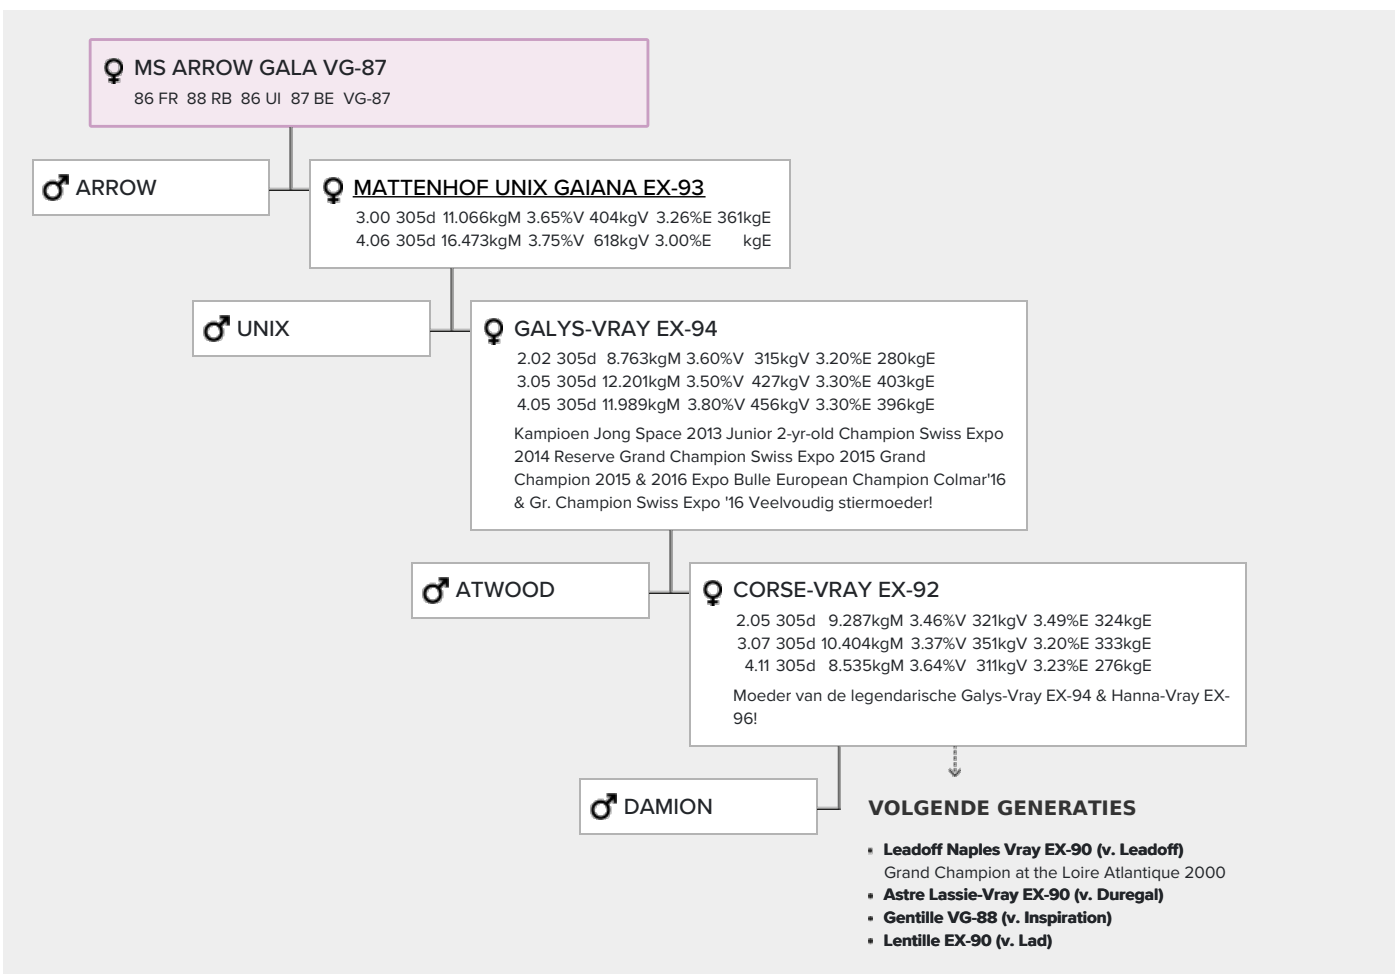 MS ARROW GALA VG-87
86 FR 88 RB 86 UI 87 BE VG-87
ARROW
MATTENHOF UNIX GAIANA EX-93
3.00 305d 11.066kgM 3.65%V 404kgV 3.26%E 361kgE
4.06 305d 16.473kgM 3.75%V 618kgV 3.00%E kgE
UNIX
GALYS-VRAY EX-94
2.02 305d 8.763kgM 3.60%V 315kgV 3.20%E 280kgE
3.05 305d 12.201kgM 3.50%V 427kgV 3.30%E 403kgE
4.05 305d 11.989kgM 3.80%V 456kgV 3.30%E 396kgE
Kampioen Jong Space 2013 Junior 2-yr-old Champion Swiss Expo
2014 Reserve Grand Champion Swiss Expo 2015 Grand
Champion 2015 & 2016 Expo Bulle European Champion Colmar'16
& Gr. Champion Swiss Expo '16 Veelvoudig stiermoeder!
ATWOOD
CORSE-VRAY EX-92
2.05 305d 9.287kgM 3.46%V 321kgV 3.49%E 324kgE
3.07 305d 10.404kgM 3.37%V 351kgV 3.20%E 333kgE
4.11 305d 8.535kgM 3.64%V 311kgV 3.23%E 276kgE
Moeder van de legendarische Galys-Vray EX-94 & Hanna-Vray EX-
96!
DAMION
VOLGENDE GENERATIES
Leadoff Naples Vray EX-90 (v. Leadoff)
Grand Champion at the Loire Atlantique 2000
Astre Lassie-Vray EX-90 (v. Duregal)
Gentille VG-88 (v. Inspiration)
Lentille EX-90 (v. Lad)